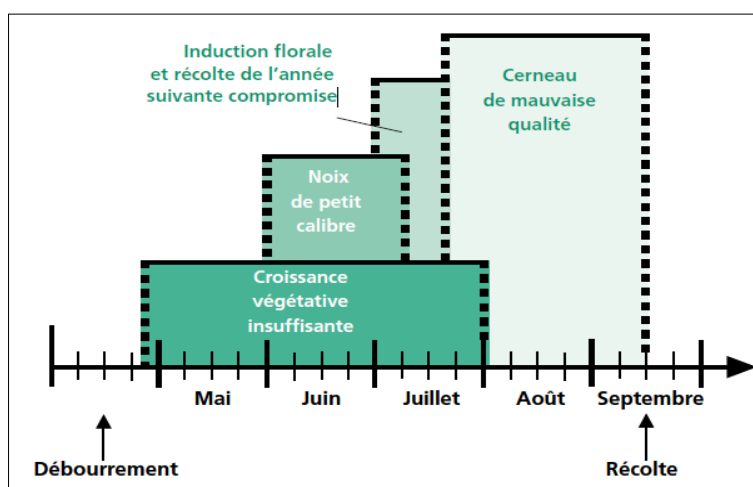 Induction florale
et récolte de l'année
suivante compromise
Cerneau
de mauvaise
qualité
Noix
de petit
calibre
Croissance
végétative
insuffisante
Mai
Juin
Juillet
Août
Septembre
Débourrement
Récolte